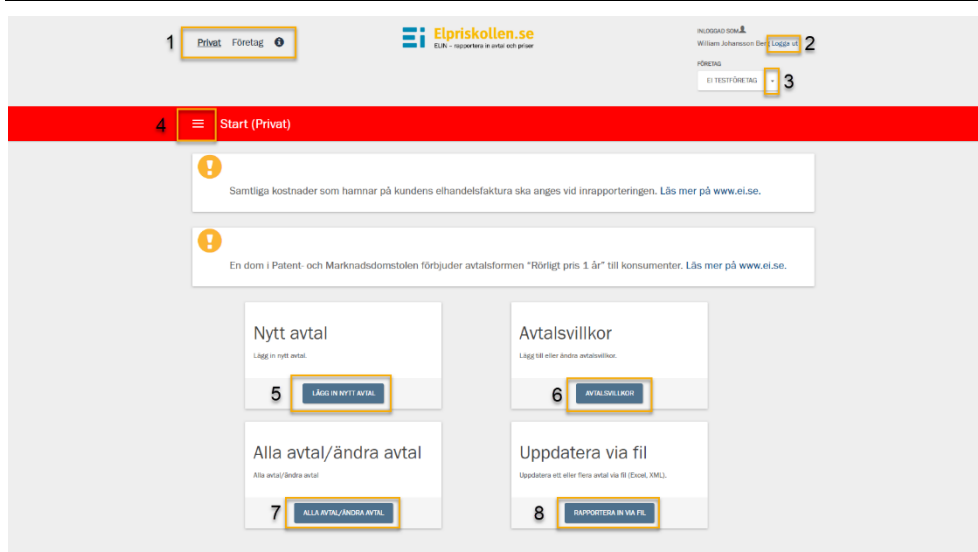 1 Privat Företag
Ei Elpriskollen.se
ELIN – rapportera in avtal och priser
INLOGGAD SOM
William Johansson Berg Logga ut 2
FÖRETAG
EI TESTFÖRETAG 3
4 Start (Privat)
Samtliga kostnader som hamnar på kundens elhandelsfaktura ska anges vid inrapporteringen. Läs mer på www.ei.se.
En dom i Patent- och Marknadsdomstolen förbjuder avtalsformen "Rörligt pris 1 år" till konsumenter. Läs mer på www.ei.se.
Nytt avtal
Lägg in nytt avtal.
5 LÄGG IN NYTT AVTAL
Avtalsvillkor
Lägg till eller ändra avtalsvillkor.
6 AVTALSVILLKOR
Alla avtal/ändra avtal
Alla avtal/ändra avtal
7 ALLA AVTAL/ÄNDRA AVTAL
Uppdatera via fil
Uppdatera ett eller flera avtal via fil (Excel, XML).
8 RAPPORTERA IN VIA FIL